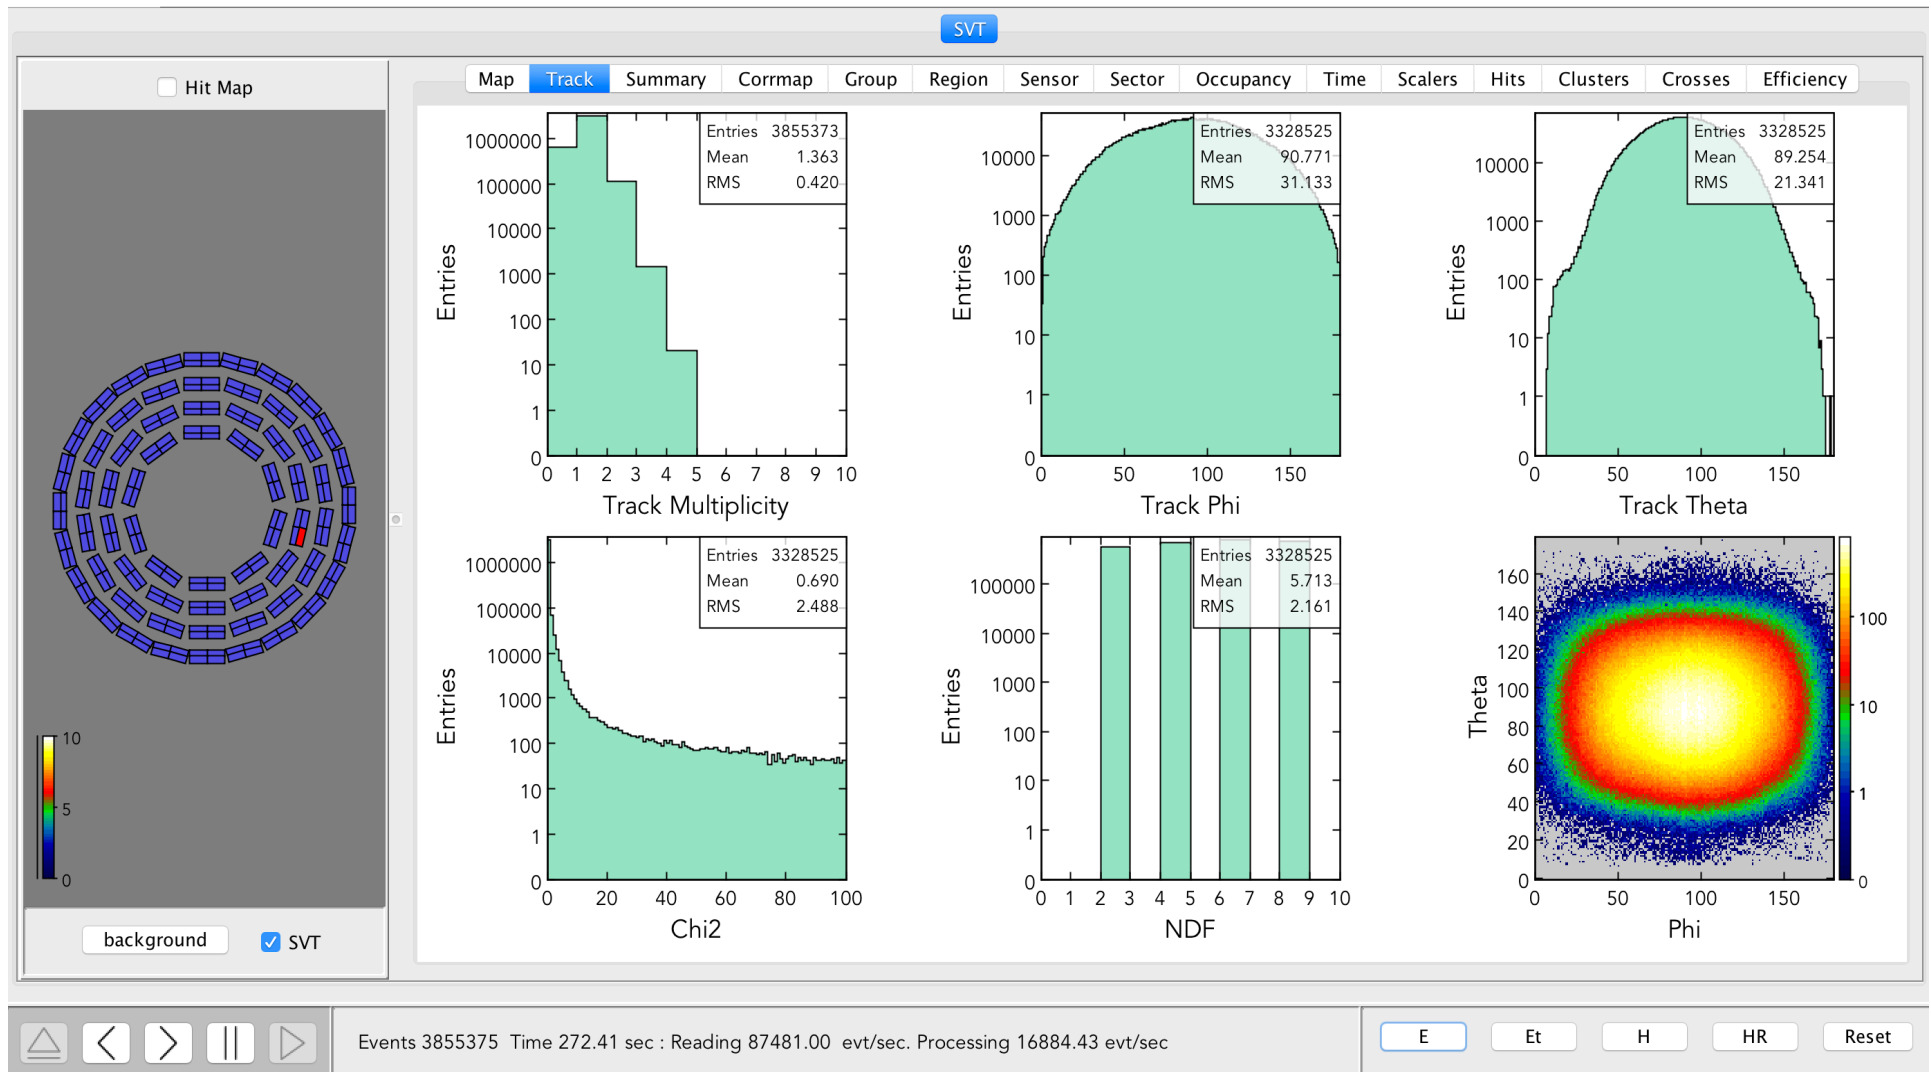 SVT
Hit Map
Map Track Summary Corrmap Group Region Sensor Sector Occupancy Time Scalers Hits Clusters Crosses Efficiency
Entries 3855373
Mean 1.363
RMS 0.420
1000000
100000
10000
1000
100
10
1
0
Entries
0 1 2 3 4 5 6 7 8 9 10
Track Multiplicity
Entries 3328525
Mean 90.771
RMS 31.133
10000
1000
100
10
1
0
Entries
0 50 100 150
Track Phi
Entries 3328525
Mean 89.254
RMS 21.341
10000
1000
100
10
1
0
Entries
0 50 100 150
Track Theta
Entries 3328525
Mean 0.690
RMS 2.488
1000000
100000
10000
1000
100
10
1
0
Entries
0 20 40 60 80 100
Chi2
Entries 3328525
Mean 5.713
RMS 2.161
100000
10000
1000
100
10
1
0
Entries
0 1 2 3 4 5 6 7 8 9 10
NDF
160
140
120
100
80
60
40
20
0
Theta
0 50 100 150
Phi
100
10
1
0
10
5
0
background
SVT
Events 3855375 Time 272.41 sec : Reading 87481.00 evt/sec. Processing 16884.43 evt/sec
E Et H HR Reset